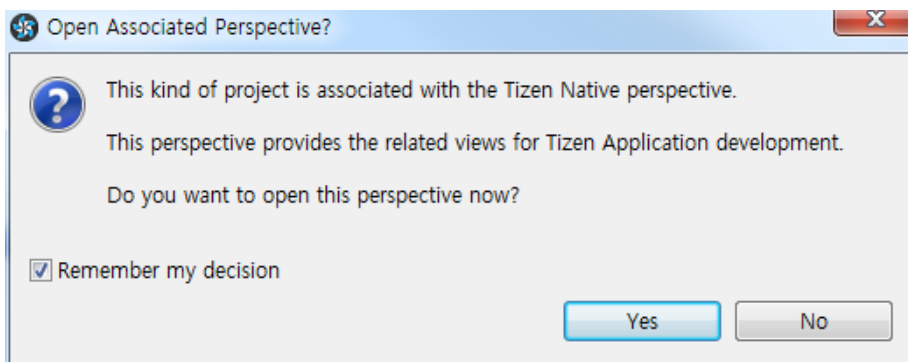 Open Associated Perspective?
This kind of project is associated with the Tizen Native perspective.
This perspective provides the related views for Tizen Application development.
Do you want to open this perspective now?
Remember my decision
Yes No